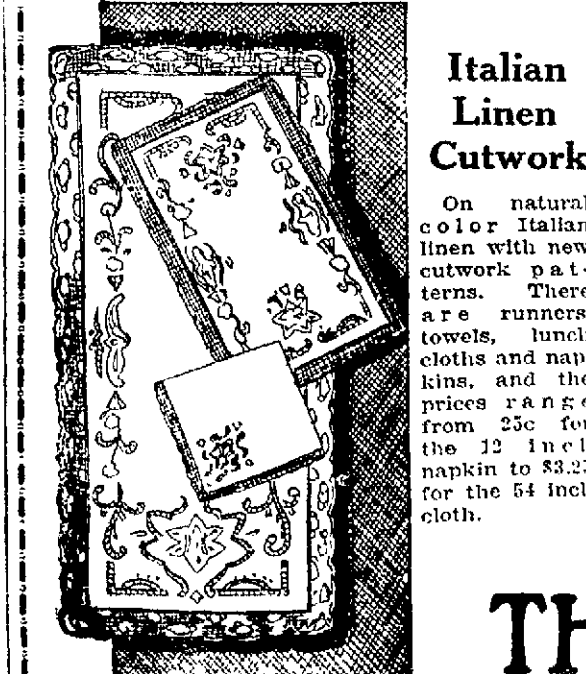 Italian
Linen
Cutwork
On natural
color Italian
linen with new
cutwork pat-
terns. There
are runners,
towels, lunch
cloths and nap-
kins, and the
prices range
from 25c for
the 12 inch
napkin to
for the 54 inch
cloth.
TH